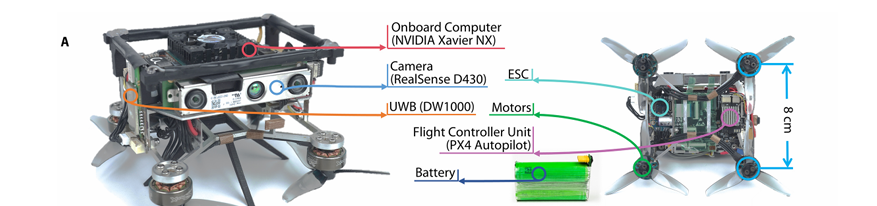 A
Onboard Computer
(NVIDIA Xavier NX)
Camera
(RealSense D430)
UWB (DW1000)
ESC
Motors
Flight Controller Unit
(PX4 Autopilot)
Battery
8 cm